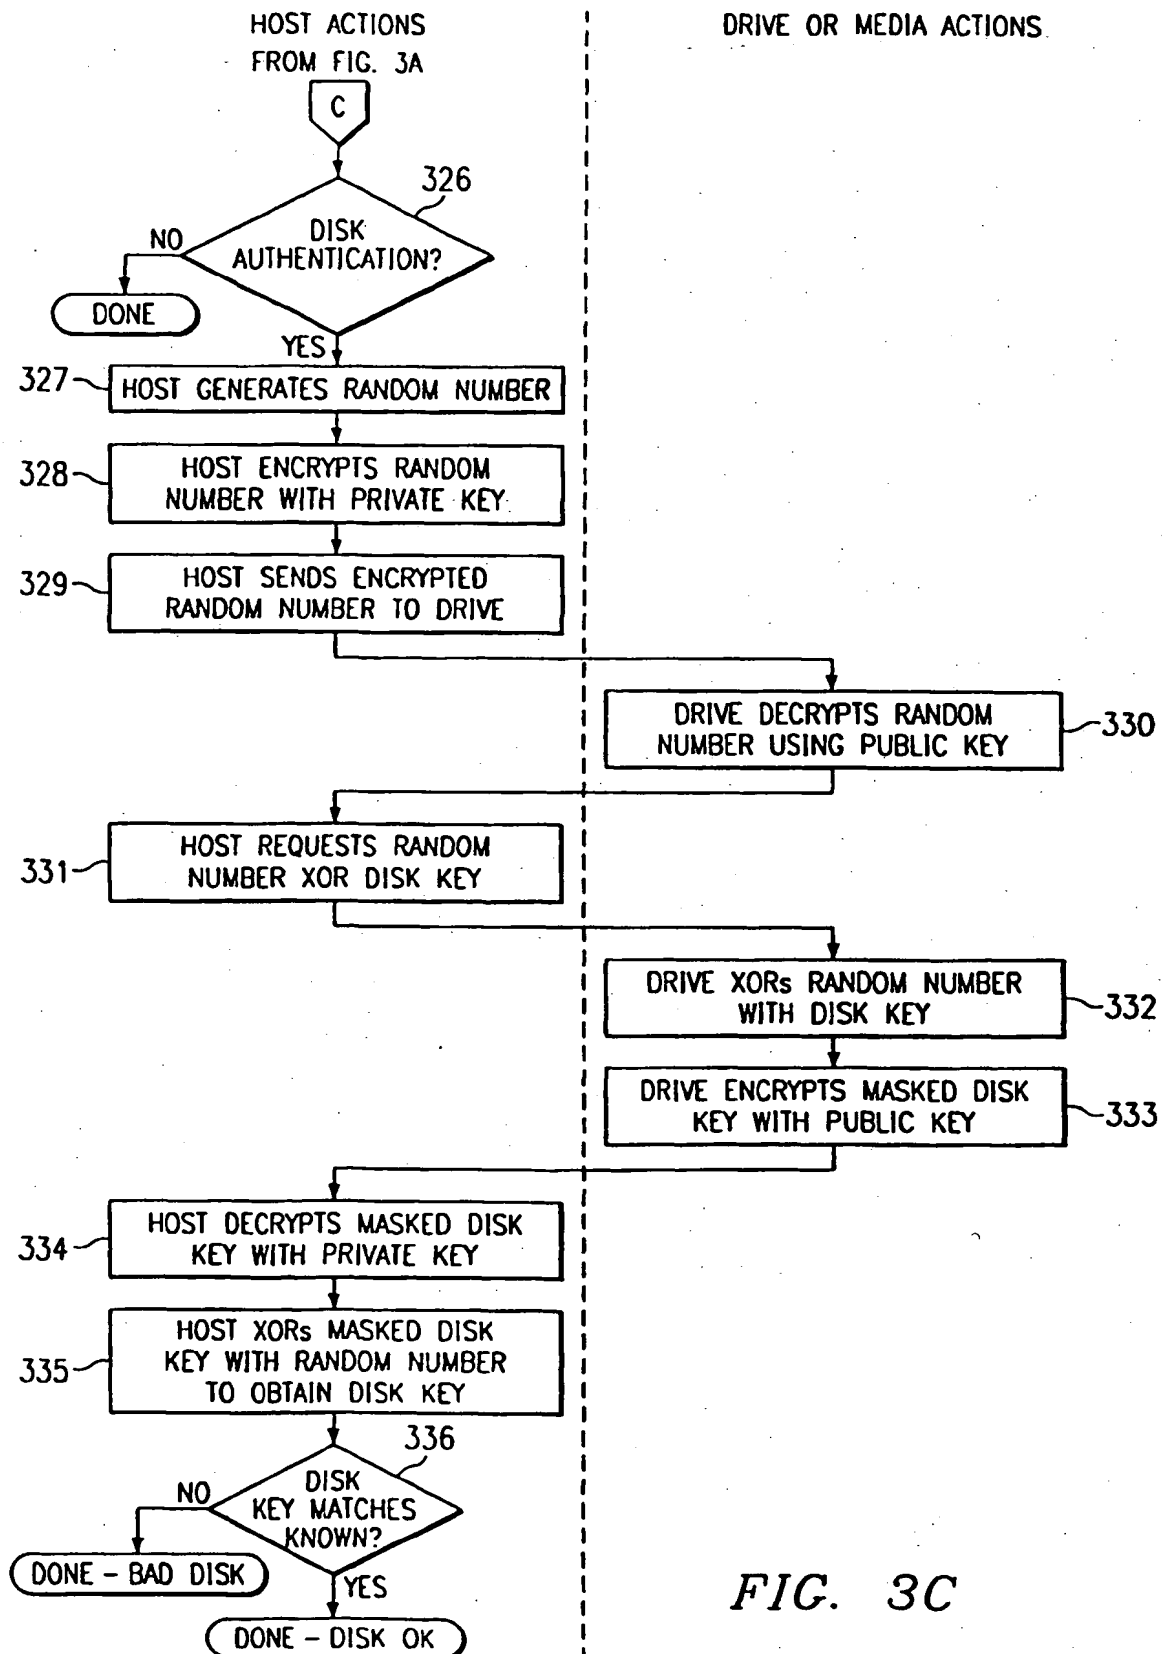 HOST ACTIONS
FROM FIG. 3A
DRIVE OR MEDIA ACTIONS
C
326
DISK
AUTHENTICATION?
NO
DONE
YES
327
HOST GENERATES RANDOM NUMBER
328
HOST ENCRYPTS RANDOM
NUMBER WITH PRIVATE KEY
329
HOST SENDS ENCRYPTED
RANDOM NUMBER TO DRIVE
DRIVE DECRYPTS RANDOM
NUMBER USING PUBLIC KEY
330
331
HOST REQUESTS RANDOM
NUMBER XOR DISK KEY
DRIVE XORs RANDOM NUMBER
WITH DISK KEY
332
DRIVE ENCRYPTS MASKED DISK
KEY WITH PUBLIC KEY
333
334
HOST DECRYPTS MASKED DISK
KEY WITH PRIVATE KEY
335
HOST XORs MASKED DISK
KEY WITH RANDOM NUMBER
TO OBTAIN DISK KEY
336
DISK
KEY MATCHES
KNOWN?
NO
DONE - BAD DISK
YES
DONE - DISK OK
FIG. 3C